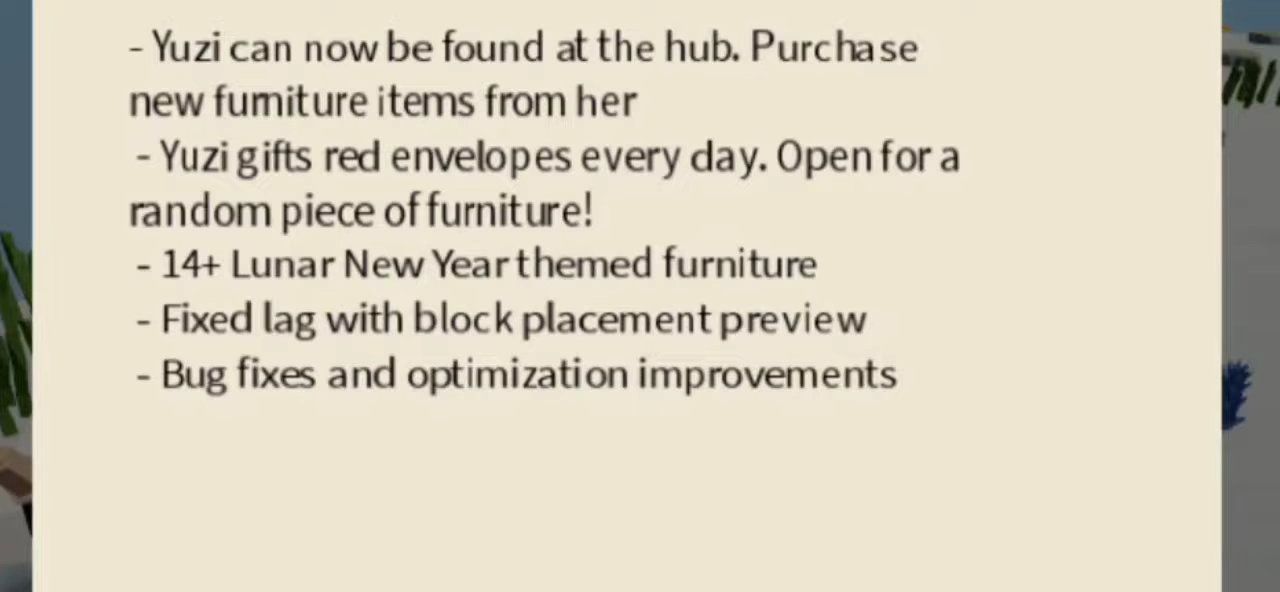 - Yuzi can now be found at the hub. Purchase
new furniture items from her
- Yuzi gifts red envelopes every day. Open for a
random piece of furniture!
- 14+ Lunar New Year themed furniture
- Fixed lag with block placement preview
- Bug fixes and optimization improvements